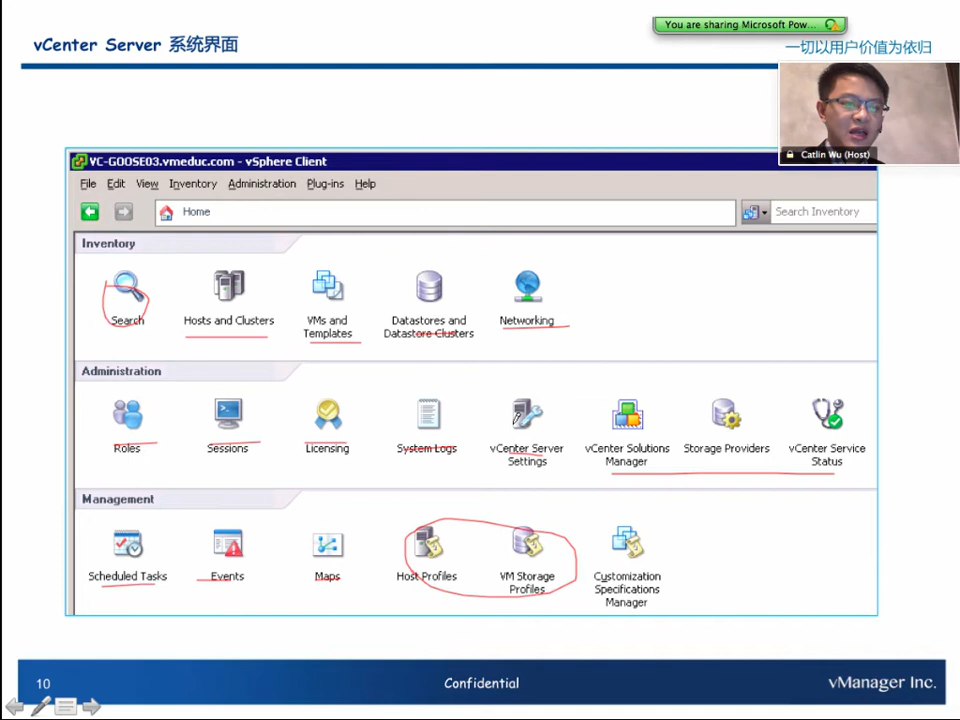 You are sharing Microsoft Pow...
vCenter Server 系统界面
一切以用户价值为依归
Catlin Wu (Host)
VC-GOOSE03.vmeduc.com - vSphere Client
File Edit View Inventory Administration Plug-ins Help
Home
Search Inventory
Inventory
Search
Hosts and Clusters
VMs and
Templates
Datastores and
Datastore Clusters
Networking
Administration
Roles
Sessions
Licensing
System Logs
vCenter Server
Settings
vCenter Solutions
Manager
Storage Providers
vCenter Service
Status
Management
Scheduled Tasks
Events
Maps
Host Profiles
VM Storage
Profiles
Customization
Specifications
Manager
10
Confidential
vManager Inc.